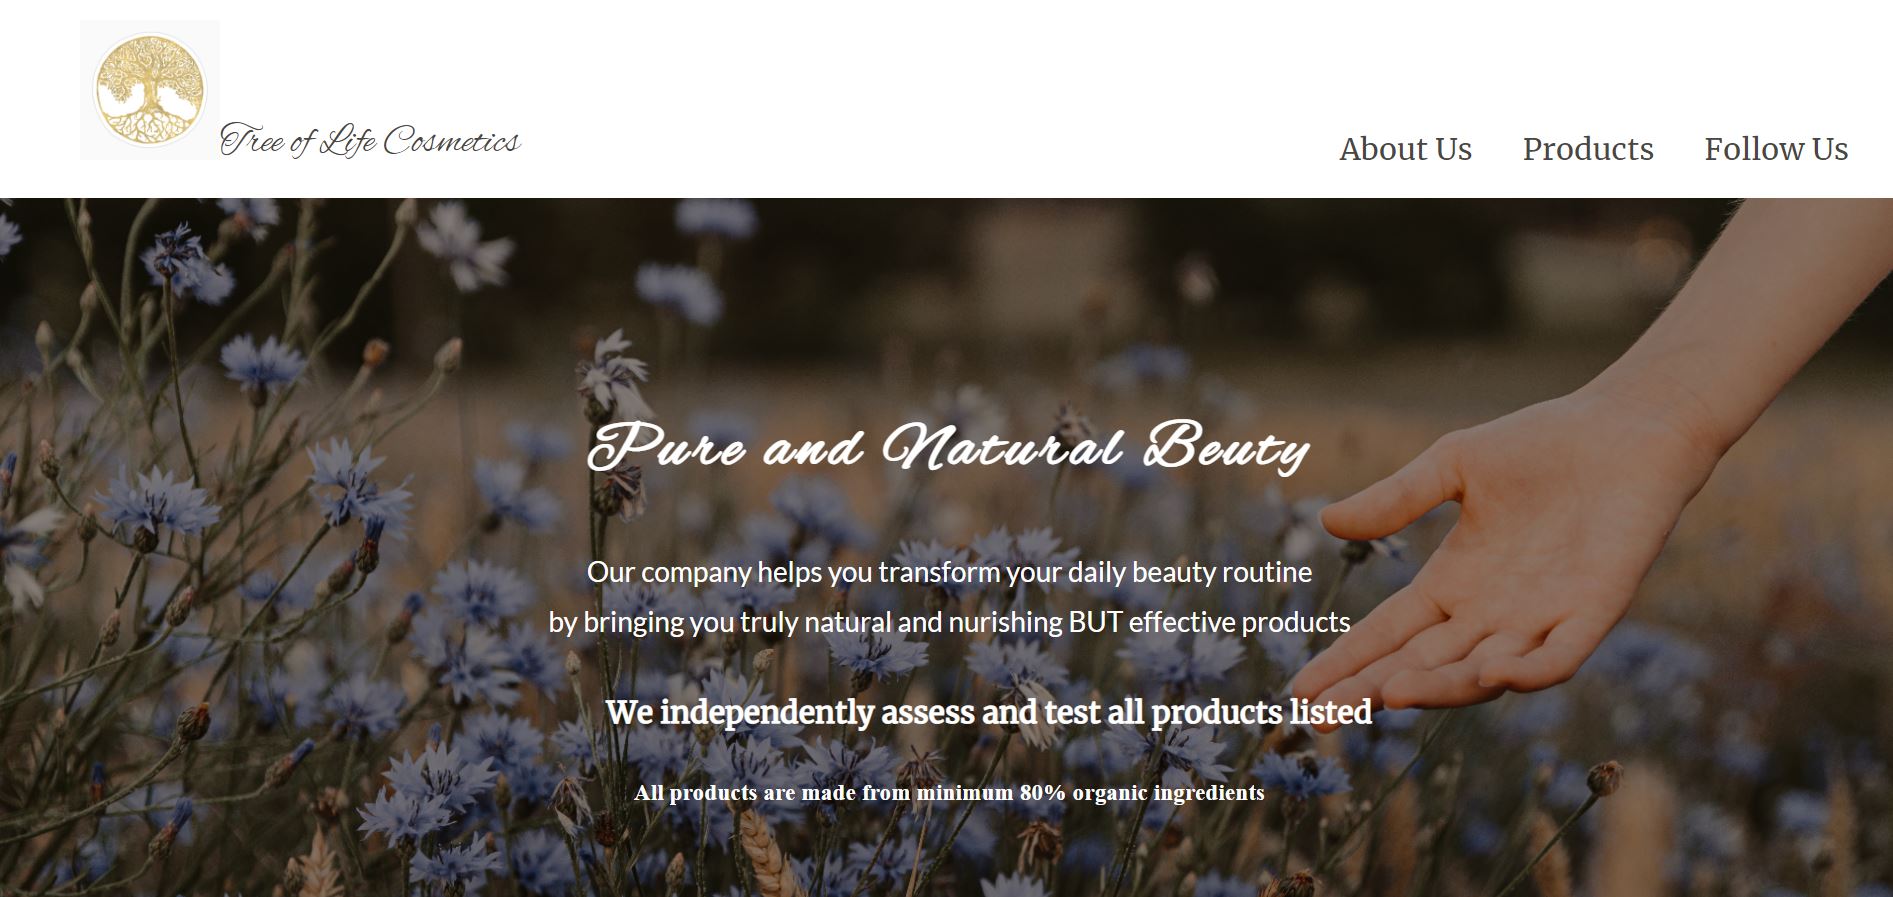 Tree of Life Cosmetics
About Us
Products
Follow Us
Pure and Natural Beuty
Our company helps you transform your daily beauty routine
by bringing you truly natural and nurishing BUT effective products
We independently assess and test all products listed
All products are made from minimum 80% organic ingredients